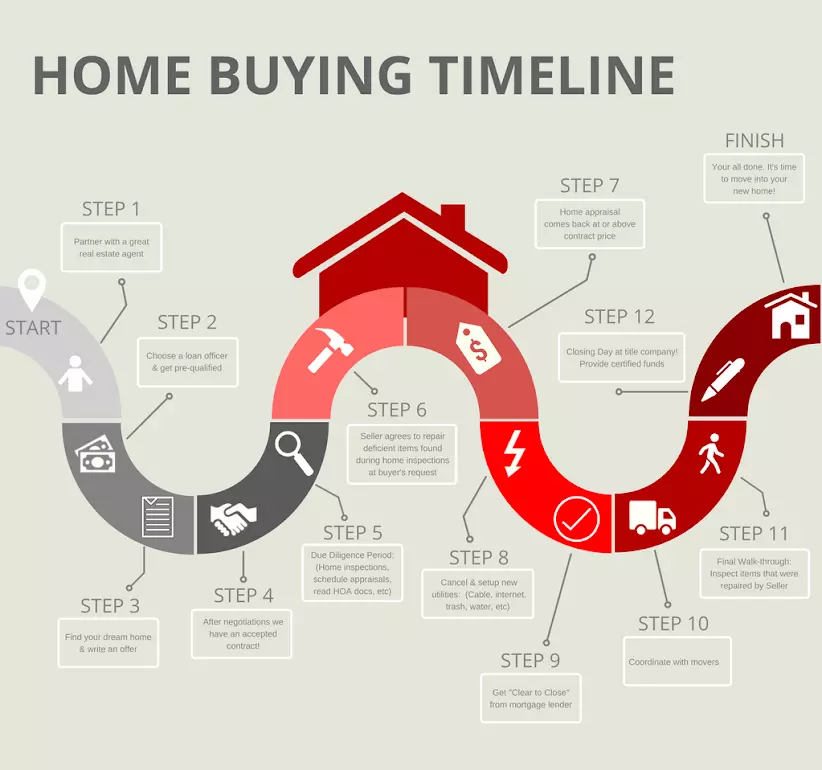 HOME BUYING TIMELINE
START
STEP 1
Partner with a great
real estate agent
STEP 2
Choose a loan officer
& get pre-qualified
STEP 3
Find your dream home
& write an offer
STEP 4
After negotiations we
have an accepted
contract!
STEP 5
Due Diligence Period:
(Home inspections,
schedule appraisals,
read HOA docs, etc)
STEP 6
Seller agrees to repair
deficient items found
during home inspections
at buyer's request
STEP 7
Home appraisal
comes back at or above
contract price
$
STEP 8
Cancel & setup new
utilities: (Cable, internet,
trash, water, etc)
STEP 9
Get "Clear to Close"
from mortgage lender
STEP 10
Coordinate with movers
STEP 11
Final Walk-through:
Inspect items that were
repaired by Seller
STEP 12
Closing Day at title company!
Provide certified funds
FINISH
Your all done. It's time
to move into your
new home!